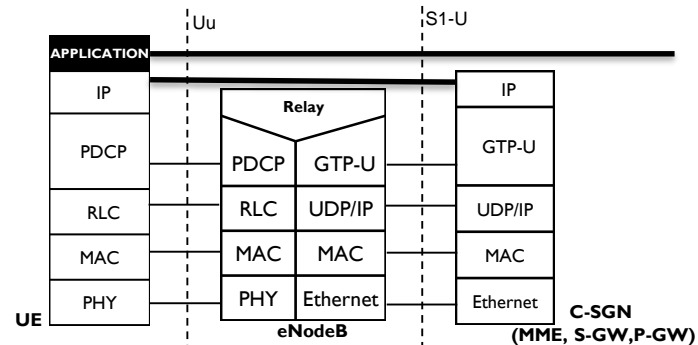 Uu
S1-U
APPLICATION
IP
PDCP
RLC
MAC
PHY
UE
Relay
PDCP GTP-U
RLC UDP/IP
MAC MAC
PHY Ethernet
eNodeB
IP
GTP-U
UDP/IP
MAC
Ethernet
C-SGN
(MME, S-GW,P-GW)